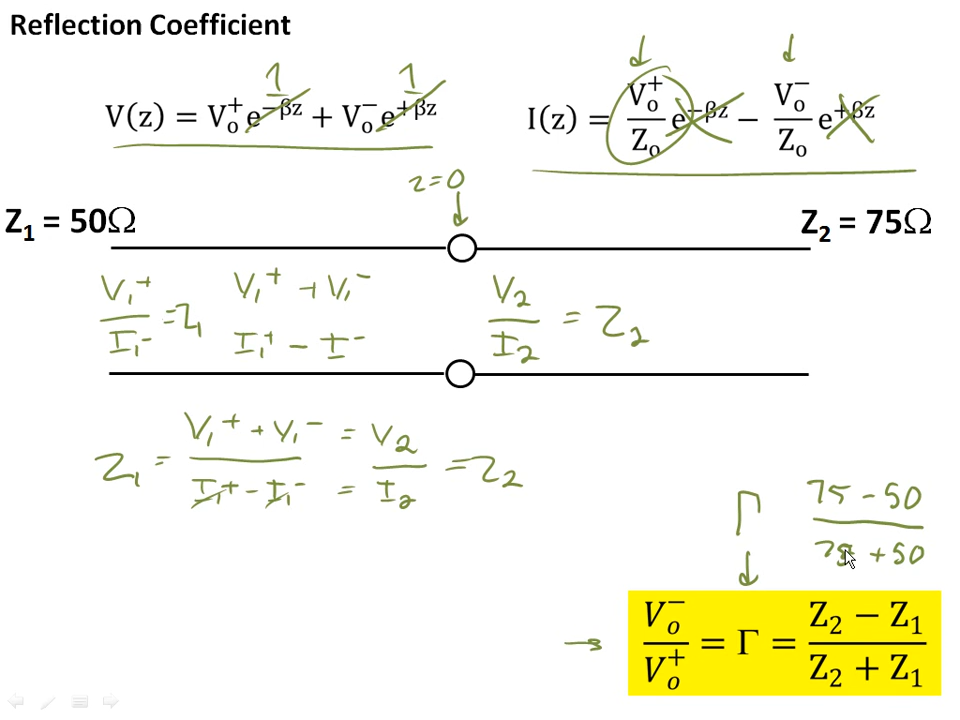 Reflection Coefficient
1 1
V(z) = V₀⁺e⁻ᵝᶻ + V₀⁻e⁺ᵝᶻ
I(z) = V₀⁺/Z₀ e⁻ᵝᶻ − V₀⁻/Z₀ e⁺ᵝᶻ
z=0
Z₁ = 50Ω
Z₂ = 75Ω
V₁⁺/I₁⁻ = Z₁
V₁⁺ + V₁⁻
I₁⁺ − I⁻
V₂/I₂ = Z₂
Z₁ = V₁⁺ + V₁⁻ / I₁⁺ − I₁⁻ = = V₂/I₂ = Z₂
Γ
75 − 50
75 + 50
V₀⁻/V₀⁺ = Γ = Z₂ − Z₁ / Z₂ + Z₁